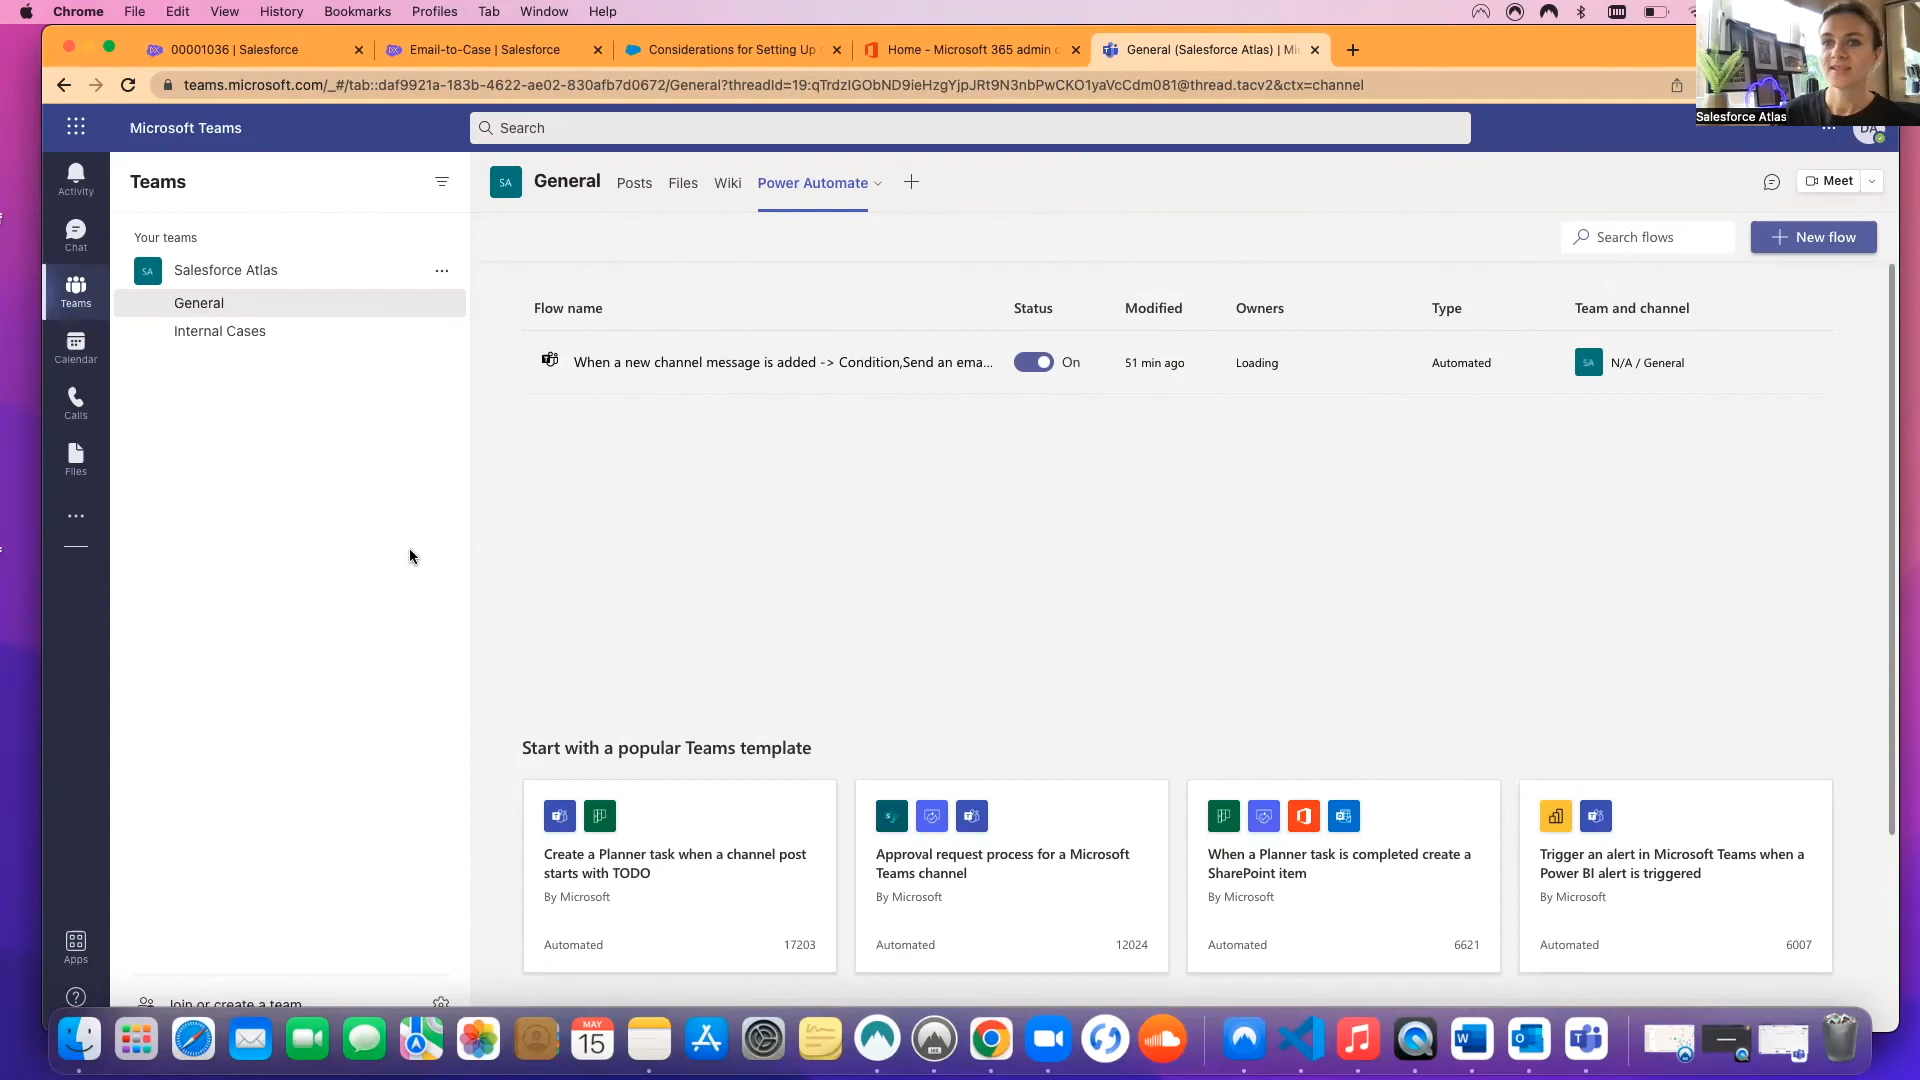 Chrome File Edit View History Bookmarks Profiles Tab Window Help
00001036 | Salesforce
Email-to-Case | Salesforce
Considerations for Setting Up
Home - Microsoft 365 admin c
General (Salesforce Atlas) | Mic
teams.microsoft.com/_#/tab::daf9921a-183b-4622-ae02-830afb7d0672/General?threadId=19:qTrdzIGObND9ieHzgYjpJRt9N3nbPwCKO1yaVcCdm081@thread.tacv2&ctx=channel
Salesforce Atlas
Microsoft Teams
Search
DA
Activity
Chat
Teams
Calendar
Calls
Files
Apps
Teams
Your teams
SA Salesforce Atlas
General
Internal Cases
Join or create a team
SA General Posts Files Wiki Power Automate
Meet
Search flows
New flow
Flow name Status Modified Owners Type Team and channel
When a new channel message is added -> Condition,Send an ema... On 51 min ago Loading Automated SA N/A / General
Start with a popular Teams template
Create a Planner task when a channel post
starts with TODO
By Microsoft
Automated 17203
Approval request process for a Microsoft
Teams channel
By Microsoft
Automated 12024
When a Planner task is completed create a
SharePoint item
By Microsoft
Automated 6621
Trigger an alert in Microsoft Teams when a
Power BI alert is triggered
By Microsoft
Automated 6007
MAY
15